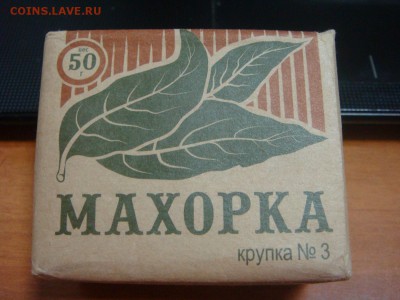 COINS.LAVE.RU
ВЕС
50
Г
МАХОРКА
крупка № 3